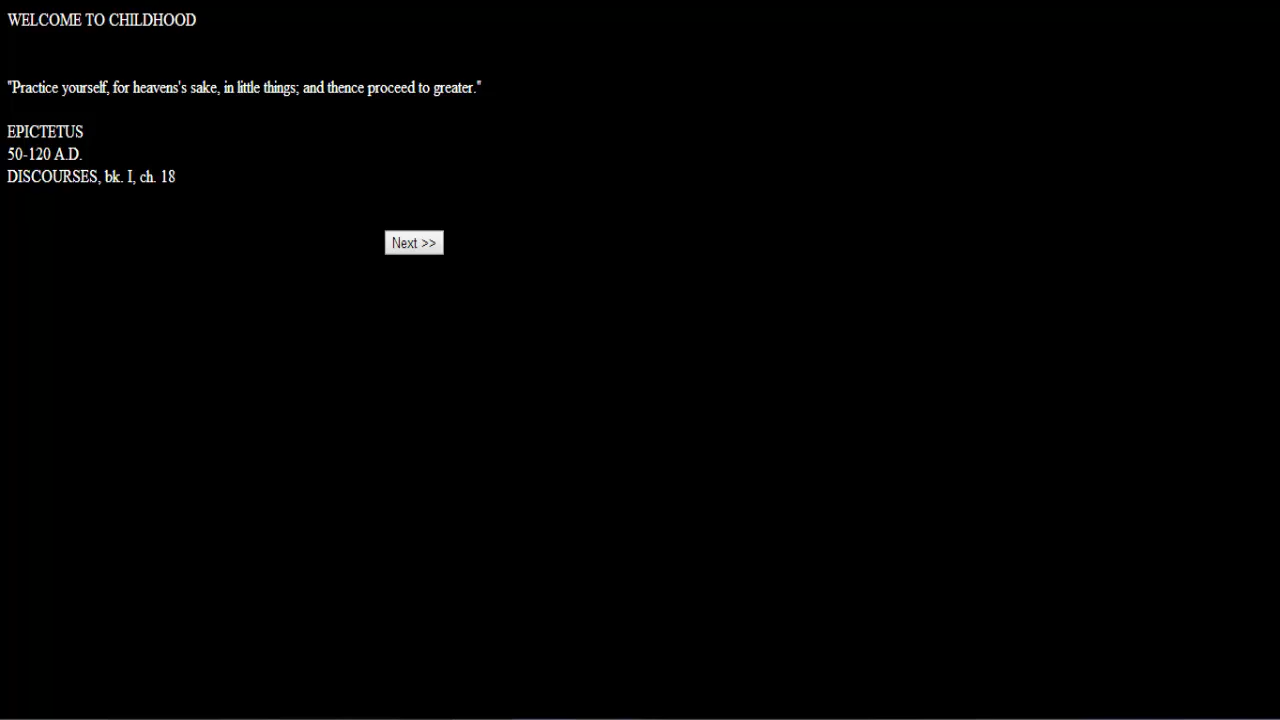 WELCOME TO CHILDHOOD
"Practice yourself, for heavens's sake, in little things; and thence proceed to greater."
EPICTETUS
50-120 A.D.
DISCOURSES, bk. I, ch. 18
Next >>